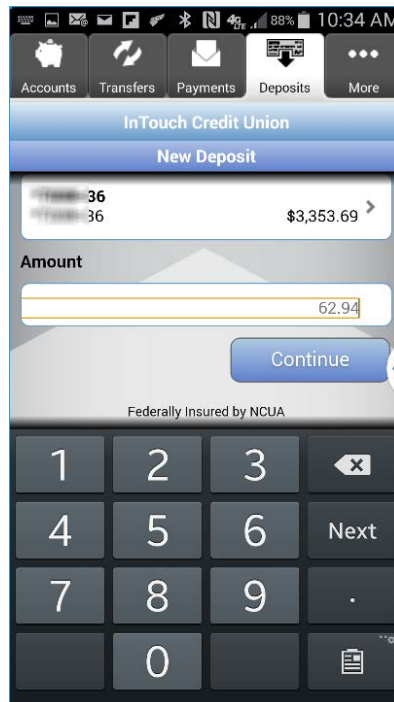 4G LTE 88% 10:34 AM
Accounts Transfers Payments Deposits More
InTouch Credit Union
New Deposit
36
36 $3,353.69 >
Amount
62.94
Continue
Federally Insured by NCUA
1 2 3
4 5 6 Next
7 8 9 .
0